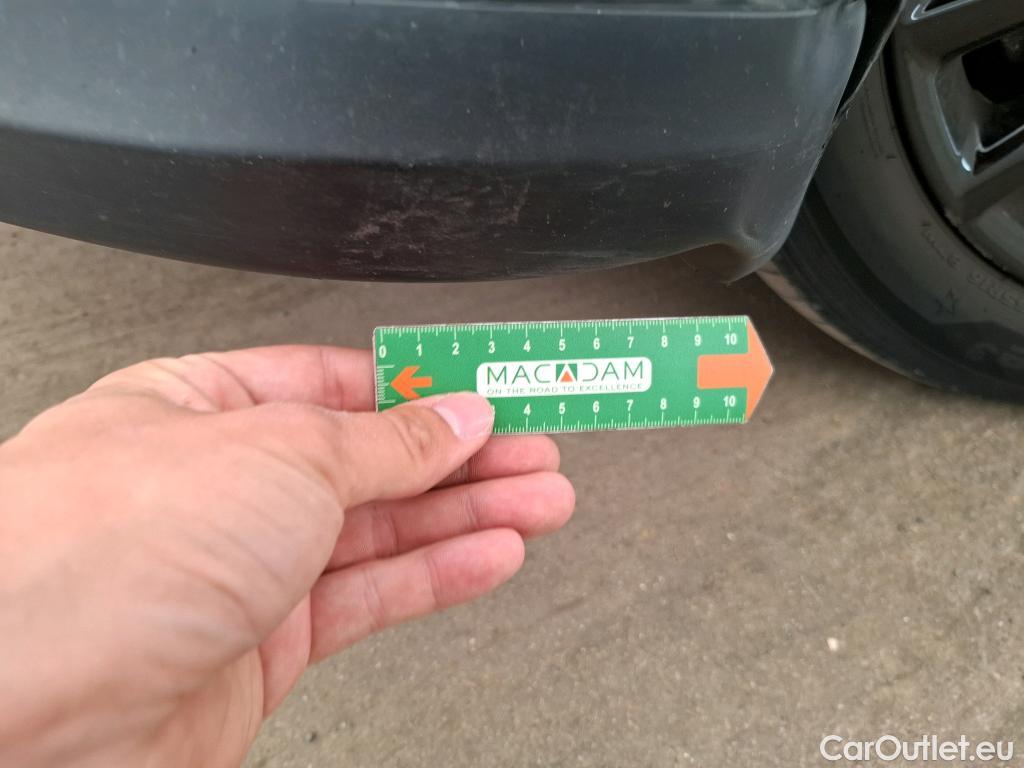 0 1 2 3 4 5 6 7 8 9 10
MACADAM
ON THE ROAD TO EXCELLENCE
4 5 6 7 8 9 10
CarOutlet.eu